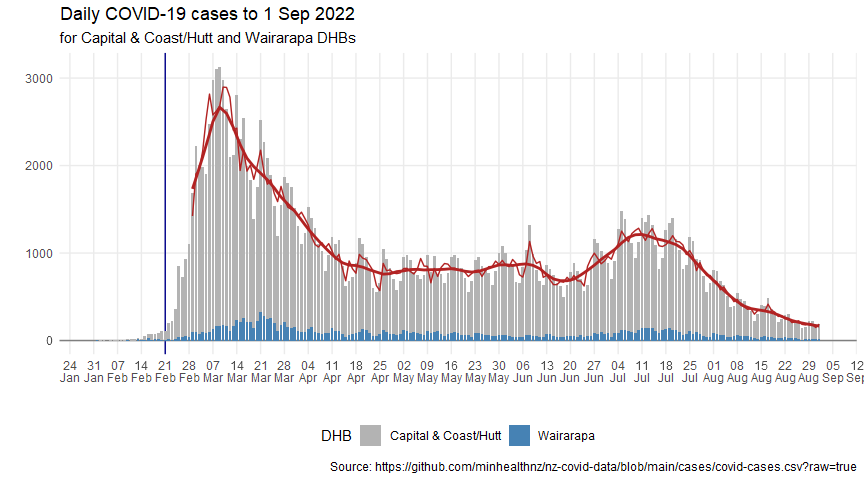 Daily COVID-19 cases to 1 Sep 2022
for Capital & Coast/Hutt and Wairarapa DHBs
3000
2000
1000
0
24 31 07 14 21 28 07 14 21 28 04 11 18 25 02 09 16 23 30 06 13 20 27 04 11 18 25 01 08 15 22 29 05 12
Jan Jan Feb Feb Feb Feb Mar Mar Mar Mar Apr Apr Apr Apr May May May May May Jun Jun Jun Jun Jul Jul Jul Jul Aug Aug Aug Aug Aug Sep Sep
DHB Capital & Coast/Hutt Wairarapa
Source: https://github.com/minhealthnz/nz-covid-data/blob/main/cases/covid-cases.csv?raw=true